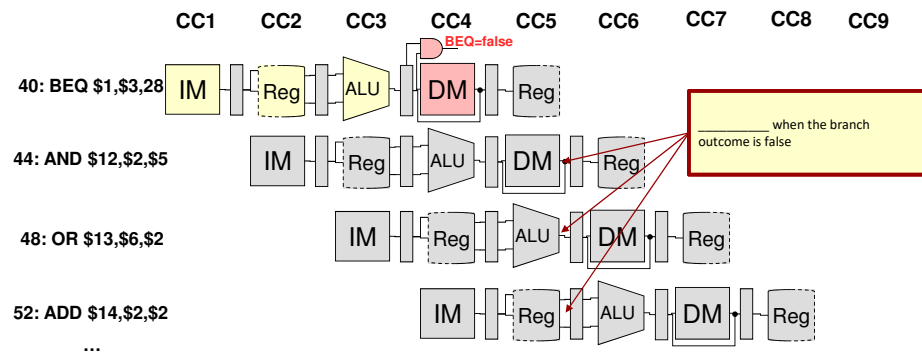 CC1 CC2 CC3 CC4 CC5 CC6 CC7 CC8 CC9
BEQ=false
40: BEQ $1,$3,28 IM Reg ALU DM Reg
___________ when the branch
outcome is false
44: AND $12,$2,$5 IM Reg ALU DM Reg
48: OR $13,$6,$2 IM Reg ALU DM Reg
52: ADD $14,$2,$2 IM Reg ALU DM Reg
...